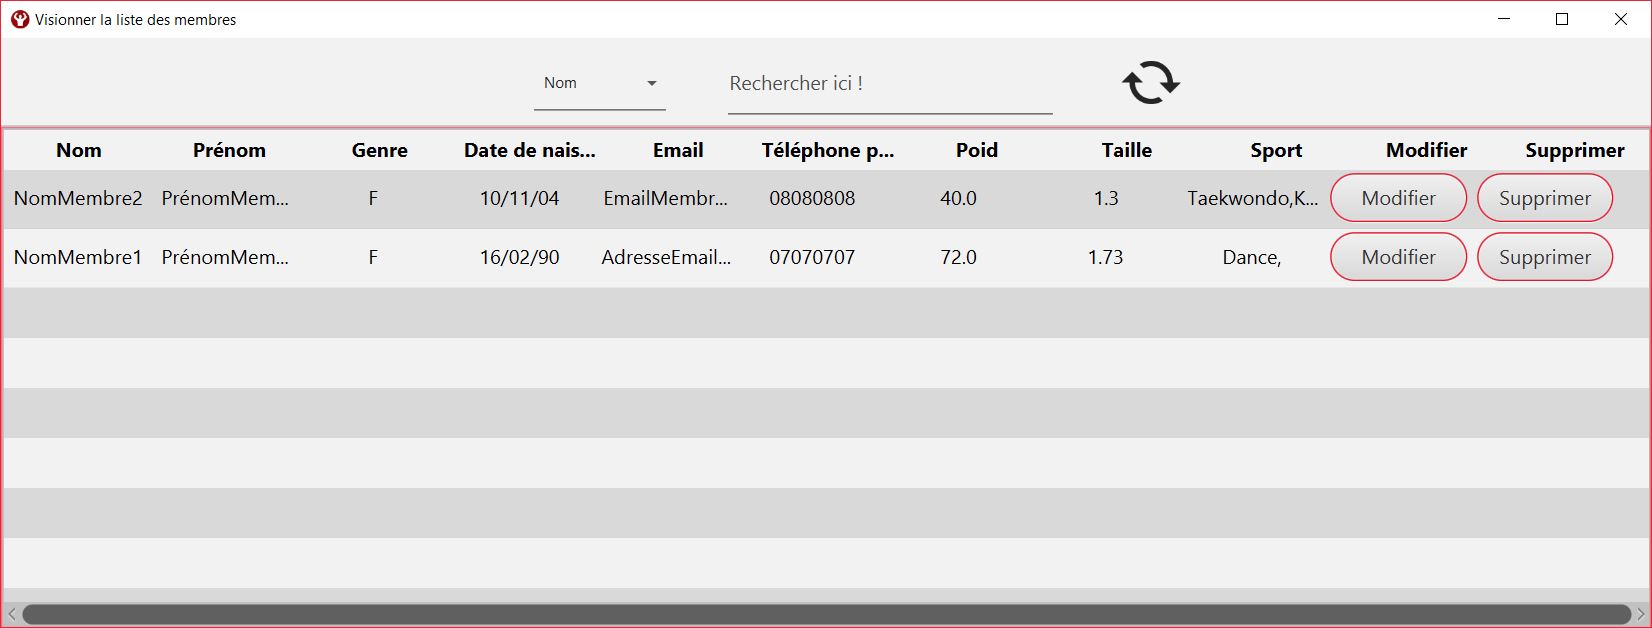 Visionner la liste des membres
Nom Rechercher ici !
Nom Prénom Genre Date de nais... Email Téléphone p... Poid Taille Sport Modifier Supprimer
NomMembre2 PrénomMem... F 10/11/04 EmailMembr... 08080808 40.0 1.3 Taekwondo,K... Modifier Supprimer
NomMembre1 PrénomMem... F 16/02/90 AdresseEmail... 07070707 72.0 1.73 Dance, Modifier Supprimer